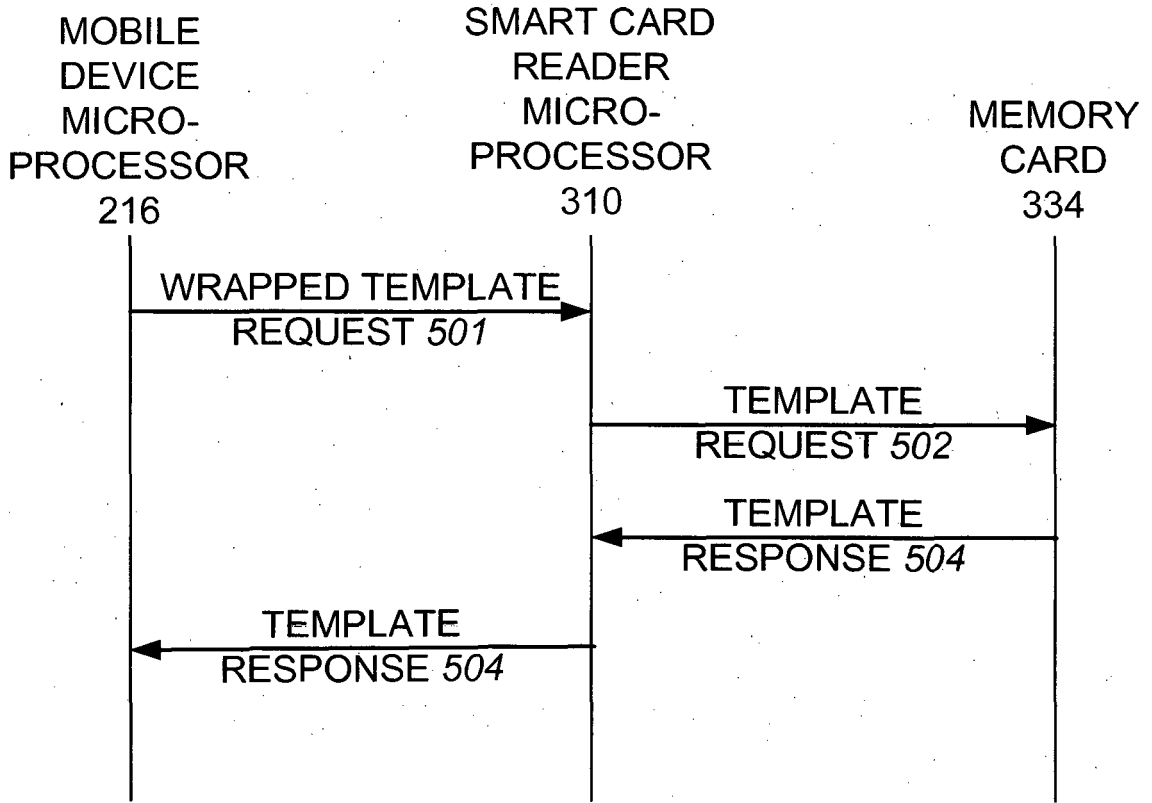 MOBILE
DEVICE
MICRO-
PROCESSOR
216
SMART CARD
READER
MICRO-
PROCESSOR
310
MEMORY
CARD
334
WRAPPED TEMPLATE
REQUEST 501
TEMPLATE
REQUEST 502
TEMPLATE
RESPONSE 504
TEMPLATE
RESPONSE 504